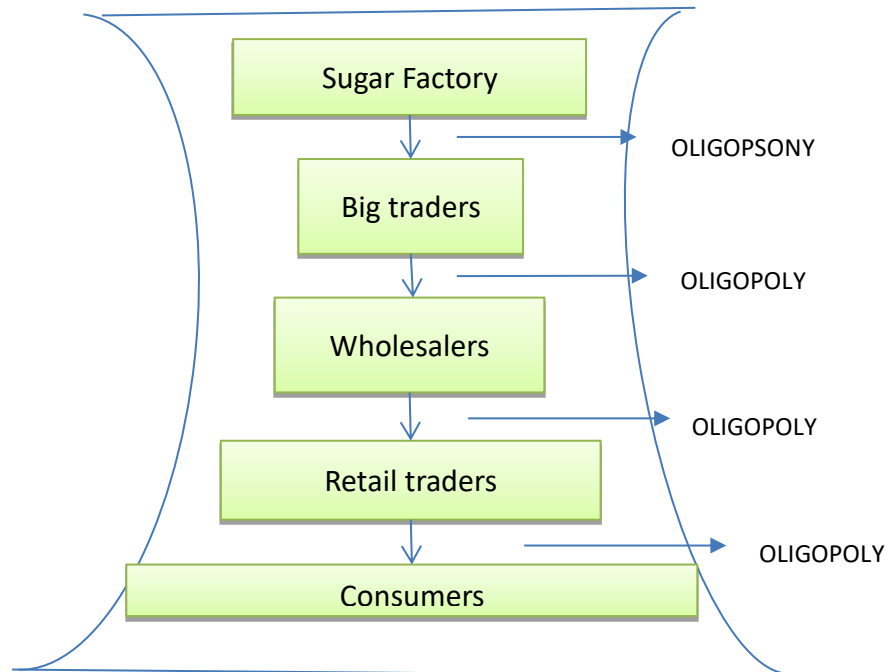 Sugar Factory
OLIGOPSONY
Big traders
OLIGOPOLY
Wholesalers
OLIGOPOLY
Retail traders
OLIGOPOLY
Consumers